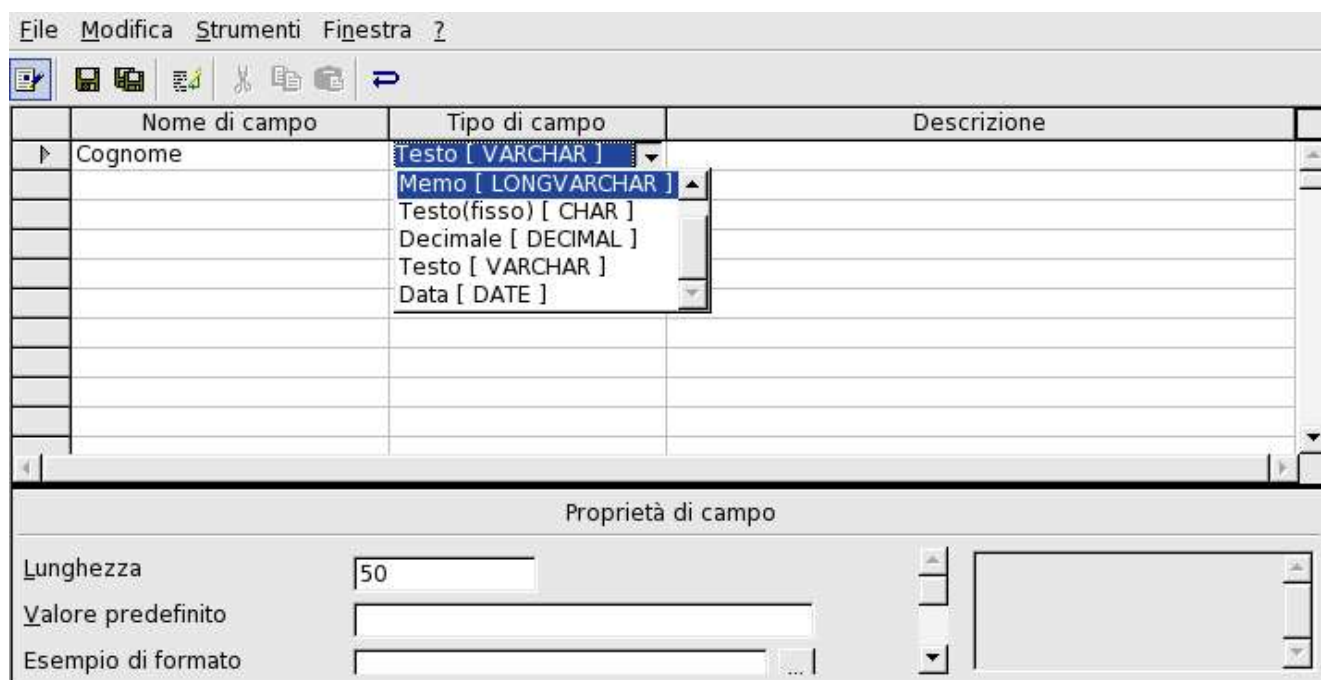 File Modifica Strumenti Finestra ?
Nome di campo Tipo di campo Descrizione
Cognome Testo [ VARCHAR ]
Memo [ LONGVARCHAR ]
Testo(fisso) [ CHAR ]
Decimale [ DECIMAL ]
Testo [ VARCHAR ]
Data [ DATE ]
Proprietà di campo
Lunghezza 50
Valore predefinito
Esempio di formato ...